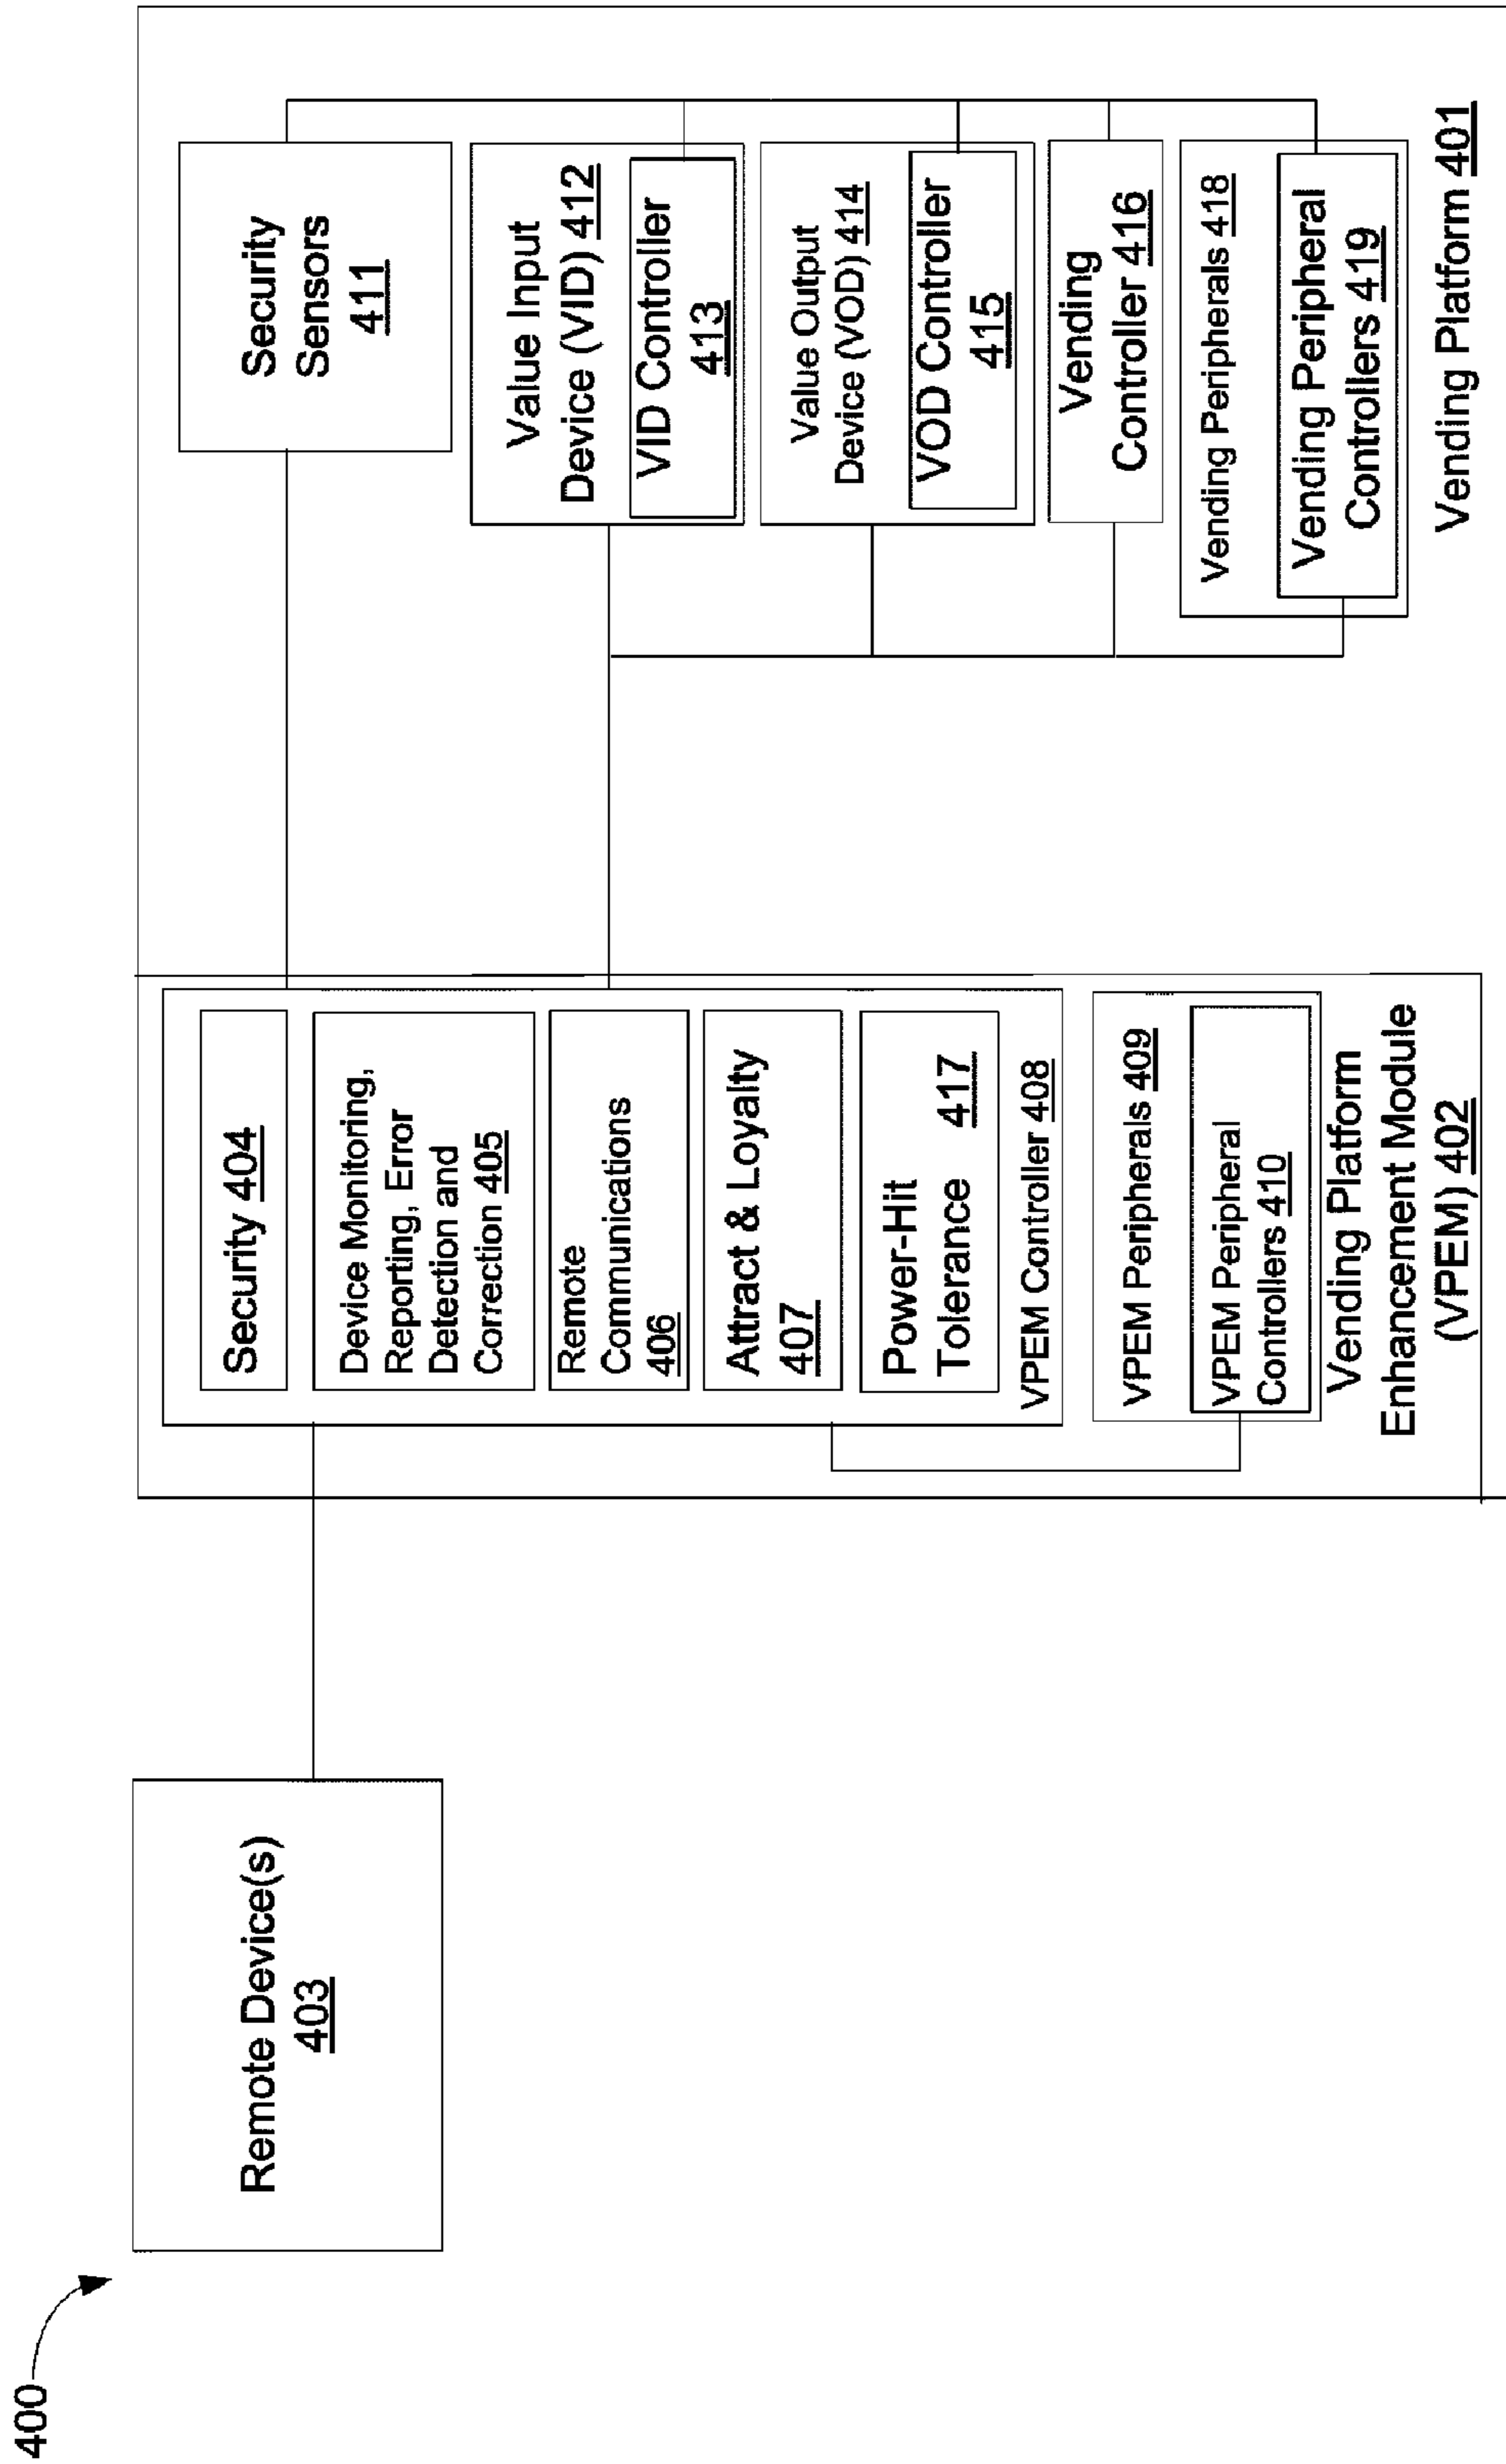 400
Remote Device(s)
403
Security 404
Device Monitoring,
Reporting, Error
Detection and
Correction 405
Remote
Communications
406
Attract & Loyalty
407
Power-Hit
Tolerance 417
VPEM Controller 408
VPEM Peripherals 409
VPEM Peripheral
Controllers 410
Vending Platform
Enhancement Module
(VPEM) 402
Security
Sensors
411
Value Input
Device (VID) 412
VID Controller
413
Value Output
Device (VOD) 414
VOD Controller
415
Vending
Controller 416
Vending Peripherals 418
Vending Peripheral
Controllers 419
Vending Platform 401